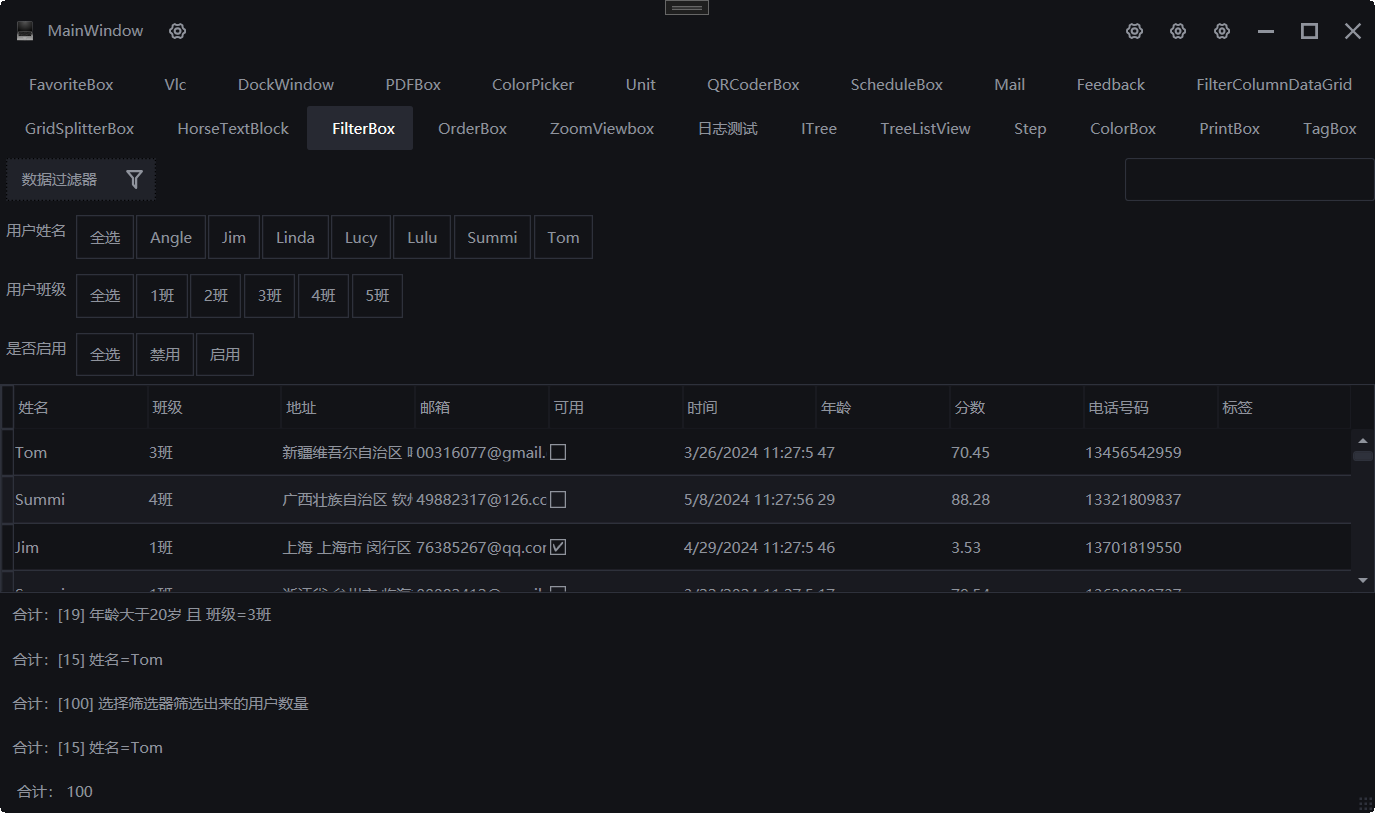 MainWindow
FavoriteBox Vlc DockWindow PDFBox ColorPicker Unit QRCoderBox ScheduleBox Mail Feedback FilterColumnDataGrid
GridSplitterBox HorseTextBlock FilterBox OrderBox ZoomViewbox 日志测试 ITree TreeListView Step ColorBox PrintBox TagBox
数据过滤器
用户姓名 全选 Angle Jim Linda Lucy Lulu Summi Tom
用户班级 全选 1班 2班 3班 4班 5班
是否启用 全选 禁用 启用
姓名 班级 地址 邮箱 可用 时间 年龄 分数 电话号码 标签
Tom 3班 新疆维吾尔自治区 00316077@gmail. 3/26/2024 11:27:5 47 70.45 13456542959
Summi 4班 广西壮族自治区 钦 49882317@126.cc 5/8/2024 11:27:56 29 88.28 13321809837
Jim 1班 上海 上海市 闵行区 76385267@qq.cor 4/29/2024 11:27:5 46 3.53 13701819550
合计：[19] 年龄大于20岁 且 班级=3班
合计：[15] 姓名=Tom
合计：[100] 选择筛选器筛选出来的用户数量
合计：[15] 姓名=Tom
合计： 100